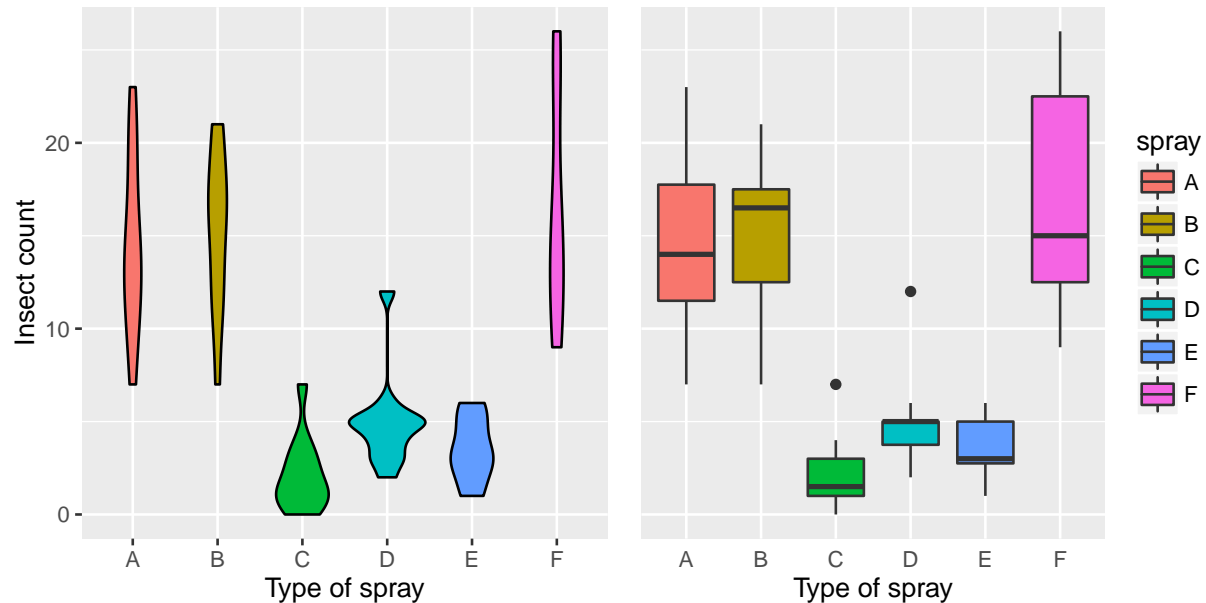 Insect count
20
10
0
A B C D E F
Type of spray
A B C D E F
Type of spray
spray
A
B
C
D
E
F